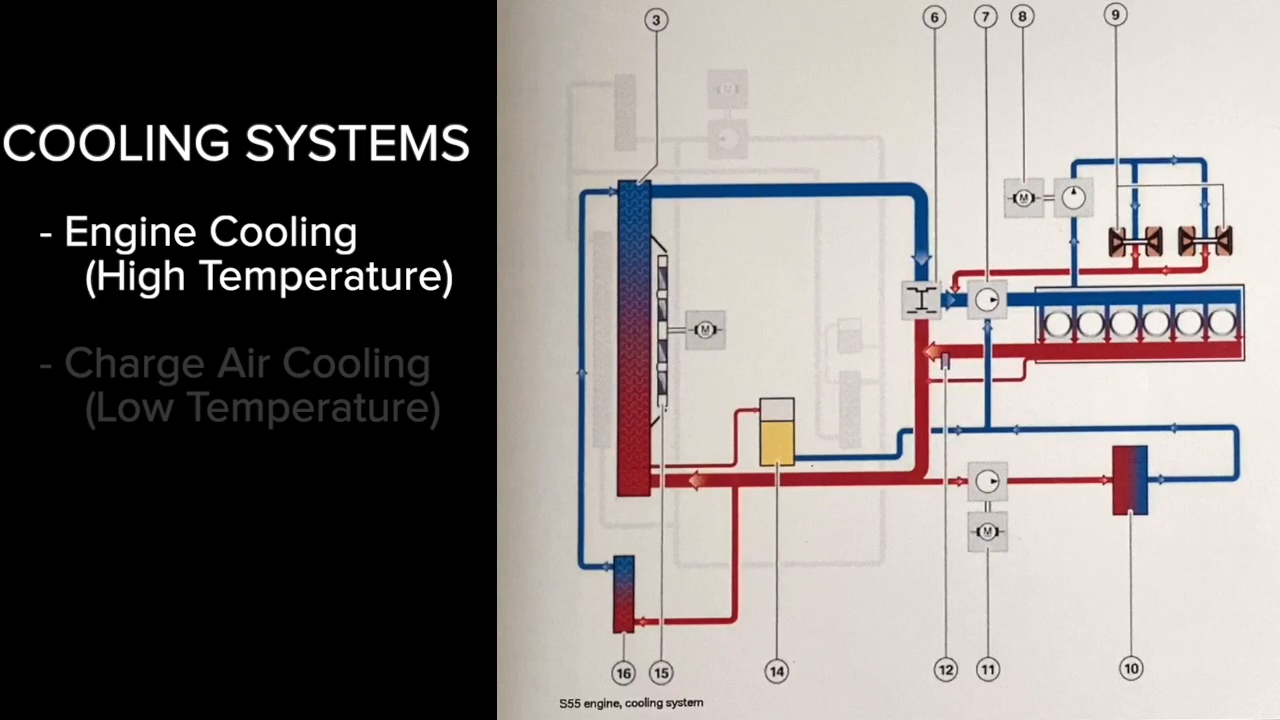 COOLING SYSTEMS
- Engine Cooling
(High Temperature)
- Charge Air Cooling
(Low Temperature)
3
6
7
8
9
M
M
M
16
15
14
12
11
10
S55 engine, cooling system